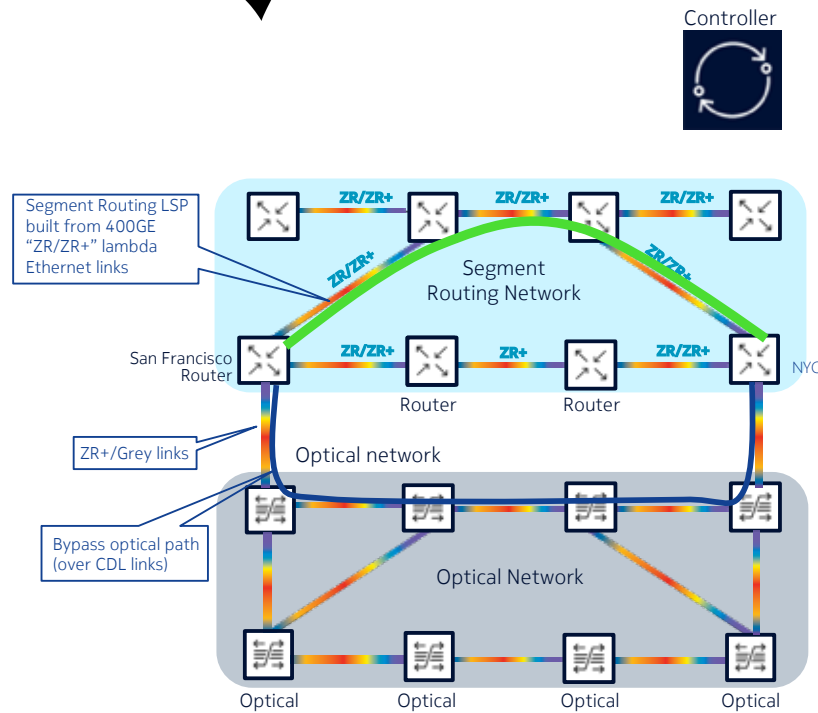 Controller
ZR/ZR+
ZR/ZR+
ZR/ZR+
Segment Routing LSP
built from 400GE
“ZR/ZR+” lambda
Ethernet links
ZR/ZR+
Segment
Routing Network
ZR/ZR+
San Francisco
Router
ZR/ZR+
ZR+
ZR/ZR+
NYC
Router
Router
ZR+/Grey links
Optical network
Bypass optical path
(over CDL links)
Optical Network
Optical
Optical
Optical
Optical